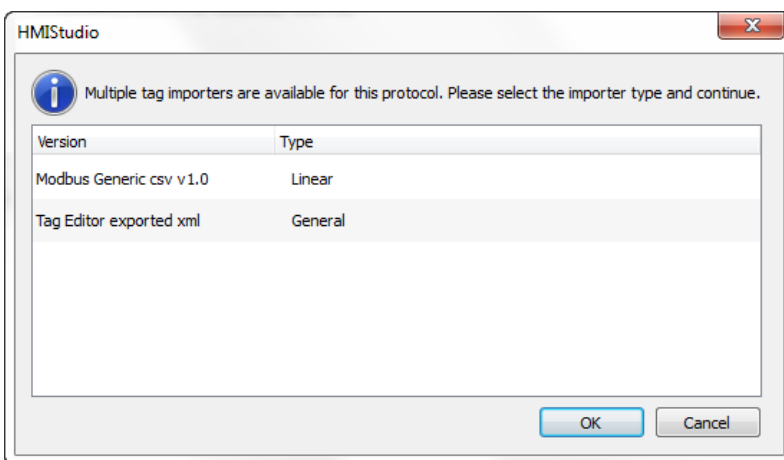 HMIStudio
Multiple tag importers are available for this protocol. Please select the importer type and continue.
Version Type
Modbus Generic csv v1.0 Linear
Tag Editor exported xml General
OK Cancel